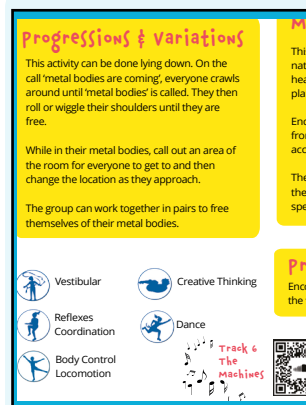 Progressions & Variations
This activity can be done lying down. On the
call ‘metal bodies are coming’, everyone crawls
around until ‘metal bodies’ is called. They then
roll or wiggle their shoulders until they are
free.
While in their metal bodies, call out an area of
the room for everyone to get to and then
change the location as they approach.
The group can work together in pairs to free
themselves of their metal bodies.
Vestibular
Creative Thinking
Reflexes
Coordination
Dance
Body Control
Locomotion
Track 6
The
Machines
M
Thi
nat
hea
pla
Enc
fro
acc
The
the
spe
Pr
Enco
the